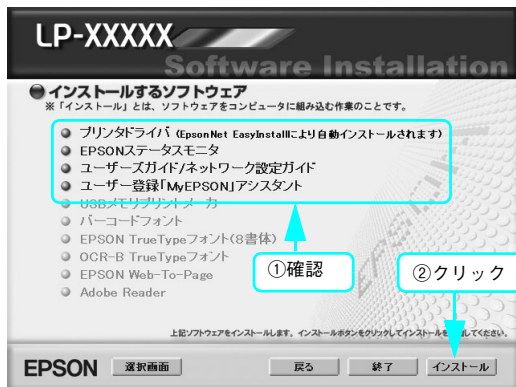 LP-XXXXX
Software Installation
インストールするソフトウェア
※「インストール」とは、ソフトウェアをコンピュータに組み込む作業のことです。
プリンタドライバ (EpsonNet EasyInstallにより自動インストールされます)
EPSONステータスモニタ
ユーザーズガイド/ネットワーク設定ガイド
ユーザー登録「MyEPSON」アシスタント
USBメモリプリントメーカ
バーコードフォント
EPSON TrueTypeフォント(8書体)
OCR-B TrueTypeフォント
EPSON Web-To-Page
Adobe Reader
①確認
②クリック
上記ソフトウェアをインストールします。インストールボタンをクリックしてインストールを してください。
EPSON 選択画面 戻る 終了 インストール